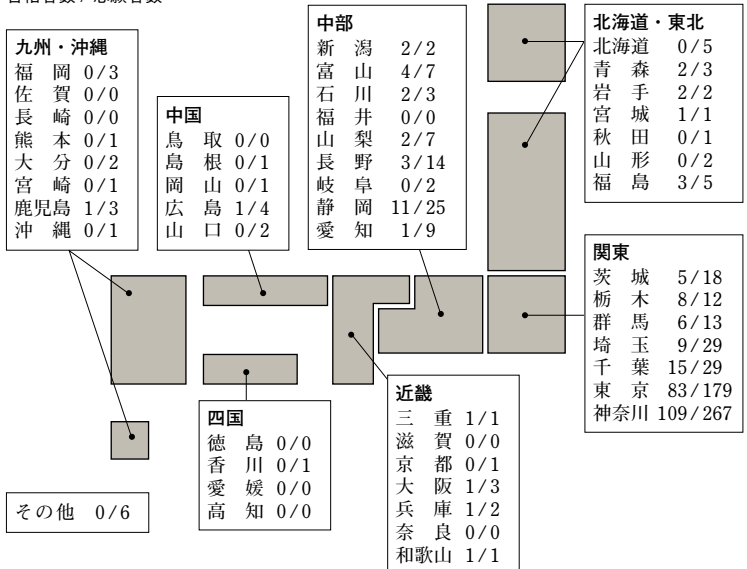 九州・沖縄
福岡 0/3
佐賀 0/0
長崎 0/0
熊本 0/1
大分 0/2
宮崎 0/1
鹿児島 1/3
沖縄 0/1
中国
鳥取 0/0
島根 0/1
岡山 0/1
広島 1/4
山口 0/2
中部
新潟 2/2
富山 4/7
石川 2/3
福井 0/0
山梨 2/7
長野 3/14
岐阜 0/2
静岡 11/25
愛知 1/9
北海道・東北
北海道 0/5
青森 2/3
岩手 2/2
宮城 1/1
秋田 0/1
山形 0/2
福島 3/5
関東
茨城 5/18
栃木 8/12
群馬 6/13
埼玉 9/29
千葉 15/29
東京 83/179
神奈川 109/267
四国
徳島 0/0
香川 0/1
愛媛 0/0
高知 0/0
近畿
三重 1/1
滋賀 0/0
京都 0/1
大阪 1/3
兵庫 1/2
奈良 0/0
和歌山 1/1
その他 0/6